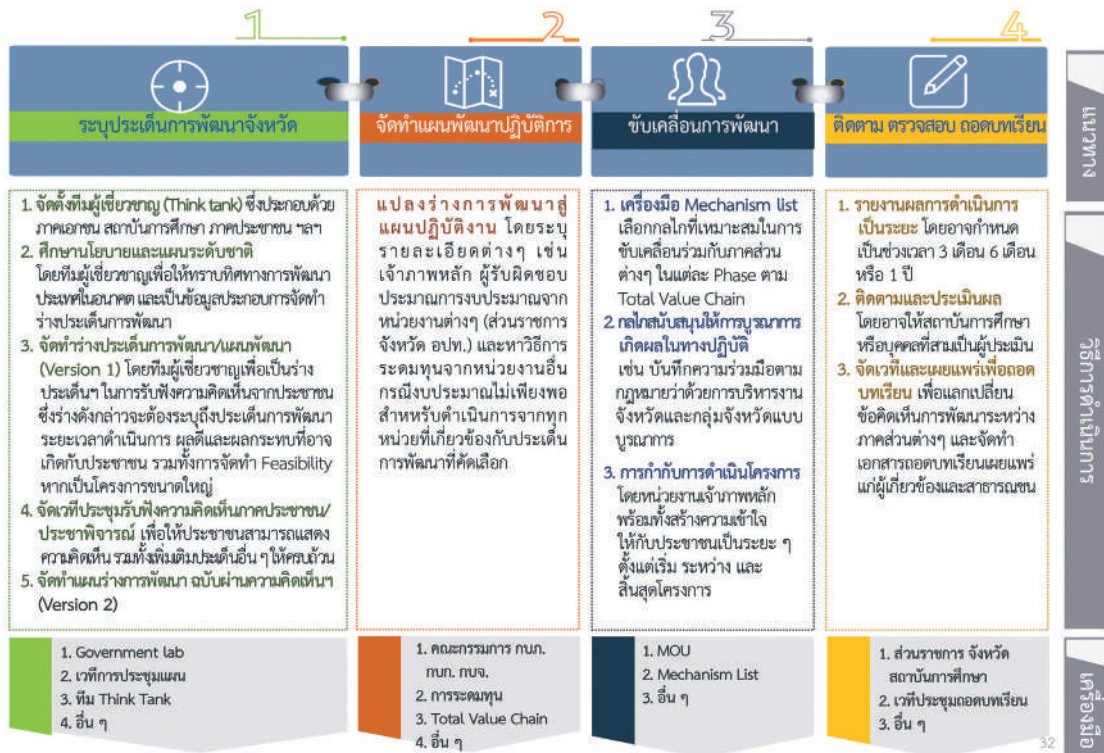 1
ระบุประเด็นการพัฒนาจังหวัด
2
จัดทำแผนพัฒนาปฏิบัติการ
3
ขับเคลื่อนการพัฒนา
4
ติดตาม ตรวจสอบ ถอดบทเรียน
แนวทาง
1. จัดตั้งทีมผู้เชี่ยวชาญ (Think tank) ซึ่งประกอบด้วย
ภาคเอกชน สถาบันการศึกษา ภาคประชาชน ฯลฯ
2. ศึกษานโยบายและแผนระดับชาติ
โดยทีมผู้เชี่ยวชาญเพื่อให้ทราบทิศทางการพัฒนา
ประเทศในอนาคต และเป็นข้อมูลประกอบการจัดทำ
ร่างประเด็นการพัฒนา
3. จัดทำร่างประเด็นการพัฒนา/แผนพัฒนา
(Version 1) โดยทีมผู้เชี่ยวชาญเพื่อเป็นร่าง
ประเด็นฯ ในการรับฟังความคิดเห็นจากประชาชน
ซึ่งร่างดังกล่าวจะต้องระบุถึงประเด็นการพัฒนา
ระยะเวลาดำเนินการ ผลดีและผลกระทบที่อาจ
เกิดกับประชาชน รวมทั้งการจัดทำ Feasibility
หากเป็นโครงการขนาดใหญ่
4. จัดเวทีประชุมรับฟังความคิดเห็นภาคประชาชน/
ประชาพิจารณ์ เพื่อให้ประชาชนสามารถแสดง
ความคิดเห็น รวมทั้งเพิ่มเติมประเด็นอื่น ๆ ให้ครบถ้วน
5. จัดทำแผนร่างการพัฒนา ฉบับผ่านความคิดเห็นฯ
(Version 2)
แปลงร่างการพัฒนาสู่
แผนปฏิบัติงาน โดยระบุ
รายละเอียดต่างๆ เช่น
เจ้าภาพหลัก ผู้รับผิดชอบ
ประมาณการงบประมาณจาก
หน่วยงานต่างๆ (ส่วนราชการ
จังหวัด อปท.) และหาวิธีการ
ระดมทุนจากหน่วยงานอื่น
กรณีงบประมาณไม่เพียงพอ
สำหรับดำเนินการจากทุก
หน่วยที่เกี่ยวข้องกับประเด็น
การพัฒนาที่คัดเลือก
1. เครื่องมือ Mechanism list
เลือกกลไกที่เหมาะสมในการ
ขับเคลื่อนร่วมกับภาคส่วน
ต่างๆ ในแต่ละ Phase ตาม
Total Value Chain
2. กลไกสนับสนุนให้การบูรณาการ
เกิดผลในทางปฏิบัติ
เช่น บันทึกความร่วมมือตาม
กฎหมายว่าด้วยการบริหารงาน
จังหวัดและกลุ่มจังหวัดแบบ
บูรณาการ
3. การกำกับการดำเนินโครงการ
โดยหน่วยงานเจ้าภาพหลัก
พร้อมทั้งสร้างความเข้าใจ
ให้กับประชาชนเป็นระยะ ๆ
ตั้งแต่เริ่ม ระหว่าง และ
สิ้นสุดโครงการ
1. รายงานผลการดำเนินการ
เป็นระยะ โดยอาจกำหนด
เป็นช่วงเวลา 3 เดือน 6 เดือน
หรือ 1 ปี
2. ติดตามและประเมินผล
โดยอาจให้สถาบันการศึกษา
หรือบุคคลที่สามเป็นผู้ประเมิน
3. จัดเวทีและเผยแพร่เพื่อถอด
บทเรียน เพื่อแลกเปลี่ยน
ข้อคิดเห็นการพัฒนาระหว่าง
ภาคส่วนต่างๆ และจัดทำ
เอกสารถอดบทเรียนเผยแพร่
แก่ผู้เกี่ยวข้องและสาธารณชน
วิธีการดำเนินการ
1. Government lab
2. เวทีการประชุมแผน
3. ทีม Think Tank
4. อื่น ๆ
1. คณะกรรมการ กบภ.
กบก. กบจ.
2. การระดมทุน
3. Total Value Chain
4. อื่น ๆ
1. MOU
2. Mechanism List
3. อื่น ๆ
1. ส่วนราชการ จังหวัด
สถาบันการศึกษา
2. เวทีประชุมถอดบทเรียน
3. อื่น ๆ
เครื่องมือ
32